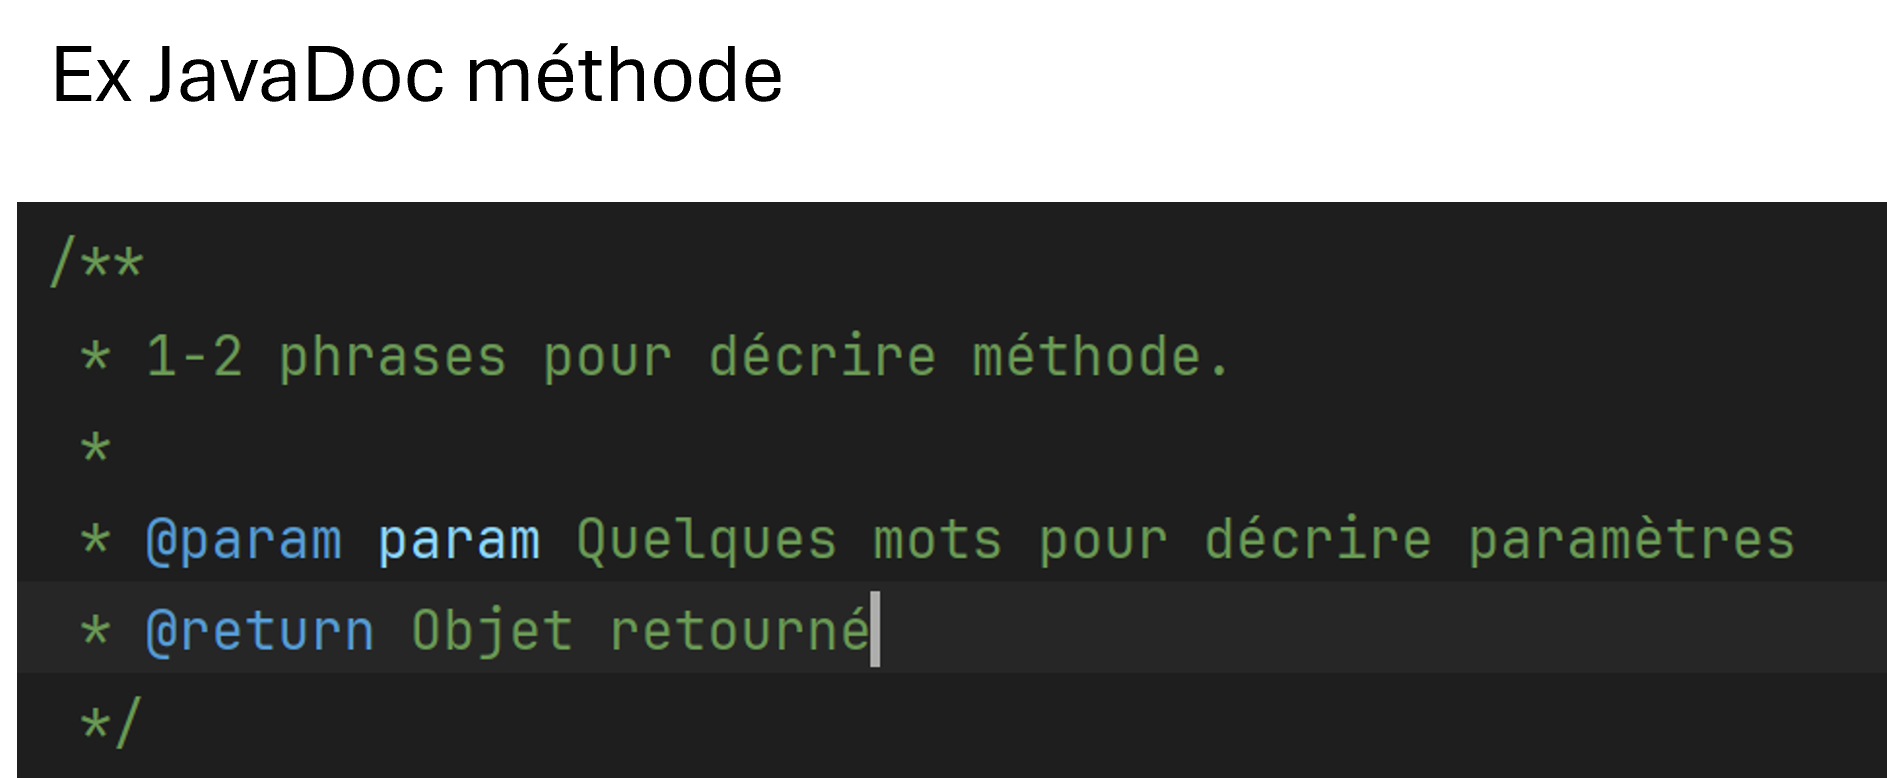 Ex JavaDoc méthode
/**
* 1-2 phrases pour décrire méthode.
*
* @param param Quelques mots pour décrire paramètres
* @return Objet retourné
*/